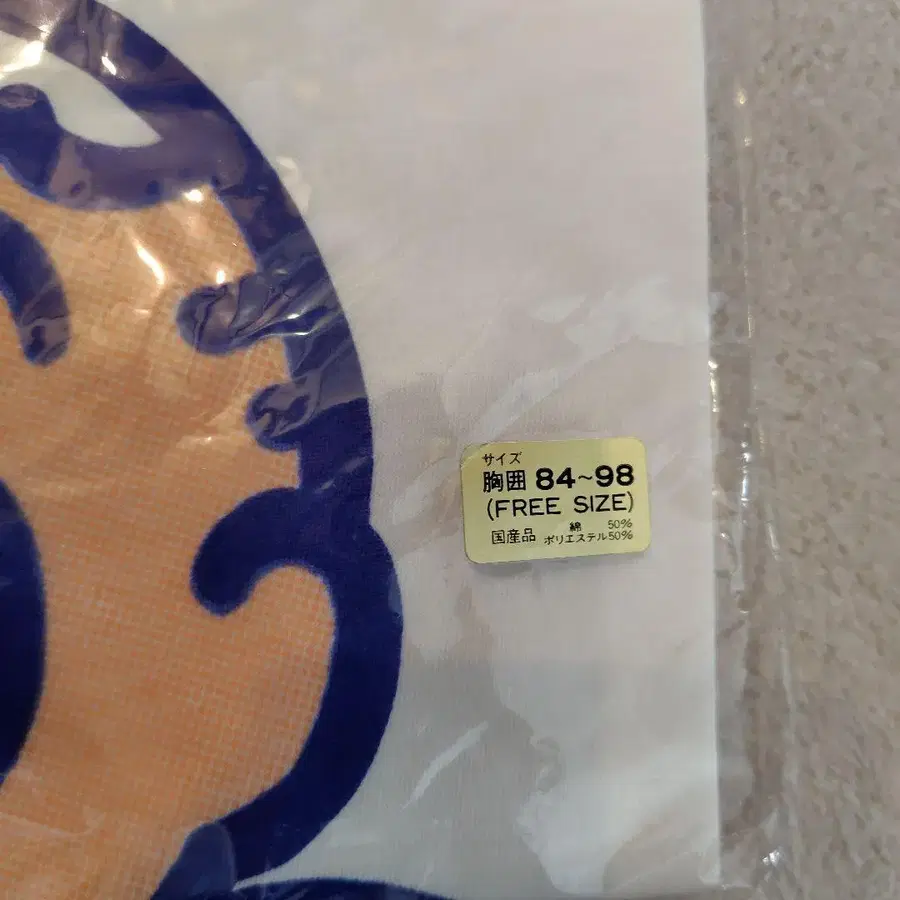 サイズ
胸囲 84~98
(FREE SIZE)
国産品 綿 50%
ポリエステル50%